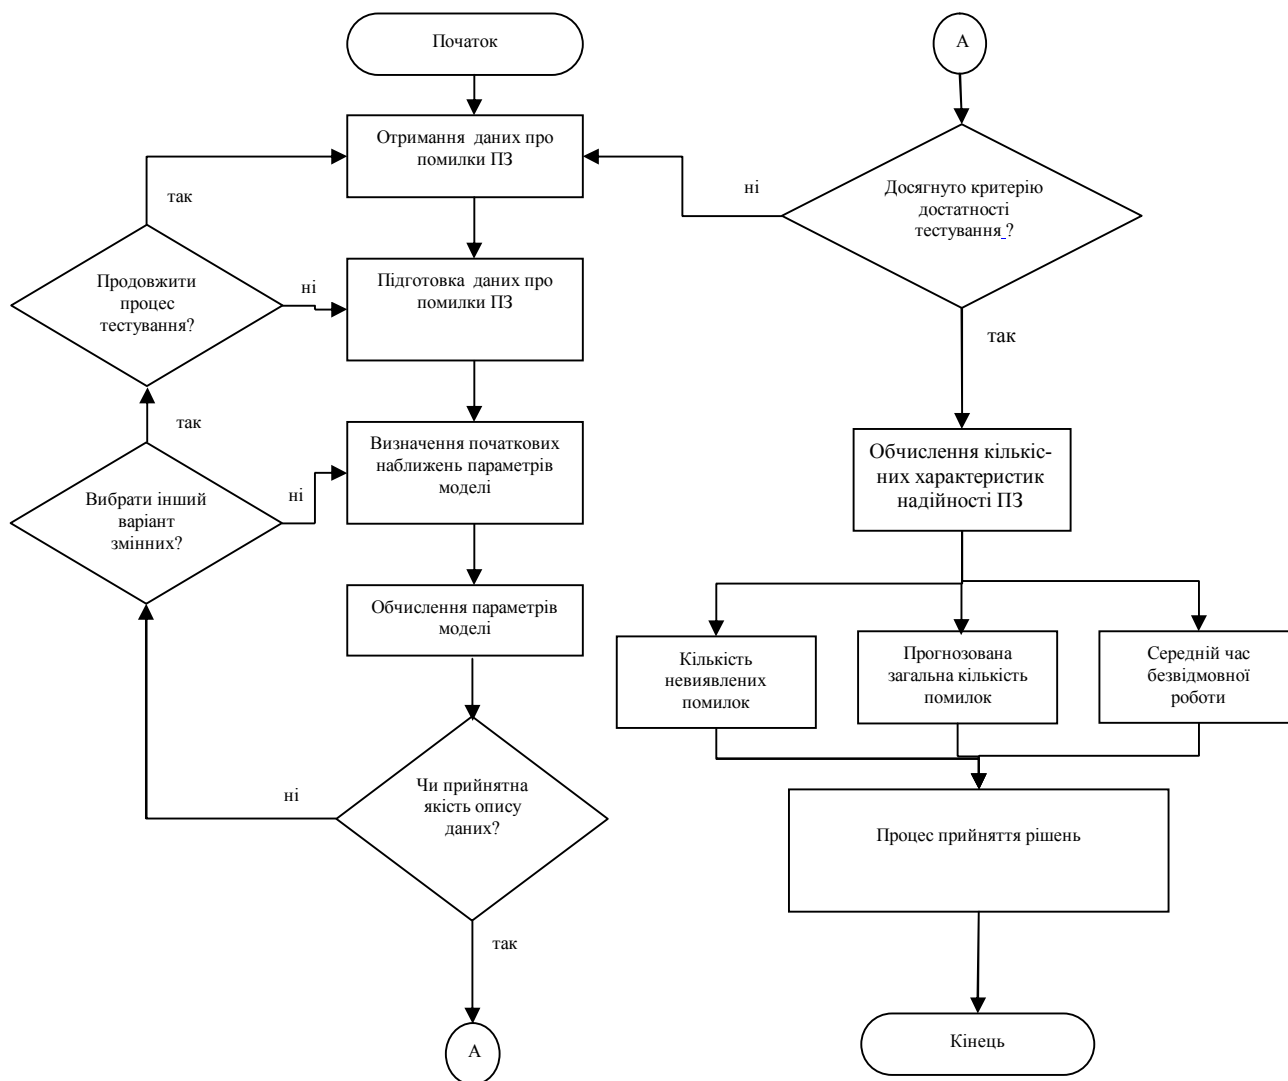 Початок
Отримання даних про
помилки ПЗ
так
Продовжити
процес
тестування?
ні
Підготовка даних про
помилки ПЗ
так
Вибрати інший
варіант
змінних?
ні
Визначення початкових
наближень параметрів
моделі
Обчислення параметрів
моделі
ні
Чи прийнятна
якість опису
даних?
так
А
А
ні
Досягнуто критерію
достатності
тестування ?
так
Обчислення кількіс-
них характеристик
надійності ПЗ
Кількість
невиявлених
помилок
Прогнозована
загальна кількість
помилок
Середній час
безвідмовної
роботи
Процес прийняття рішень
Кінець